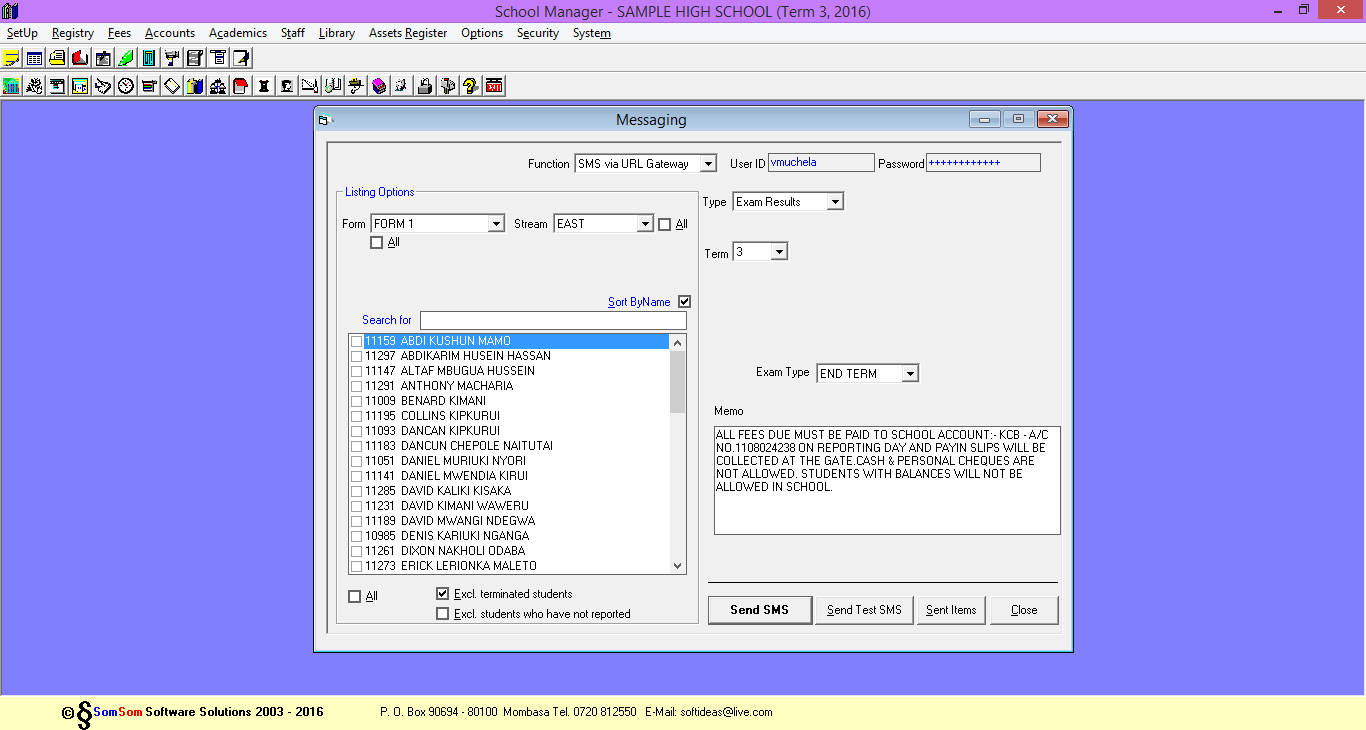 School Manager - SAMPLE HIGH SCHOOL (Term 3, 2016)
SetUp Registry Fees Accounts Academics Staff Library Assets Register Options Security System
EXIT
Messaging
Function SMS via URL Gateway User ID vmuchela Password ++++++++++++
Listing Options
Type Exam Results
Form FORM 1 Stream EAST All
All
Term 3
Sort ByName
Search for
11159 ABDI KUSHUN MAMO
11297 ABDIKARIM HUSEIN HASSAN
11147 ALTAF MBUGUA HUSSEIN
11291 ANTHONY MACHARIA
11009 BENARD KIMANI
11195 COLLINS KIPKURUI
11093 DANCAN KIPKURUI
11183 DANCUN CHEPOLE NAITUTAI
11051 DANIEL MURIUKI NYORI
11141 DANIEL MWENDIA KIRUI
11285 DAVID KALIKI KISAKA
11231 DAVID KIMANI WAWERU
11189 DAVID MWANGI NDEGWA
10985 DENIS KARIUKI NGANGA
11261 DIXON NAKHOLI ODABA
11273 ERICK LERIONKA MALETO
All
Excl. terminated students
Excl. students who have not reported
Exam Type END TERM
Memo
ALL FEES DUE MUST BE PAID TO SCHOOL ACCOUNT:- KCB - A/C
NO.1108024238 ON REPORTING DAY AND PAYIN SLIPS WILL BE
COLLECTED AT THE GATE.CASH & PERSONAL CHEQUES ARE
NOT ALLOWED. STUDENTS WITH BALANCES WILL NOT BE
ALLOWED IN SCHOOL.
Send SMS Send Test SMS Sent Items Close
© § SomSom Software Solutions 2003 - 2016 P. O. Box 90694 - 80100 Mombasa Tel. 0720 812550 E-Mail: softideas@live.com